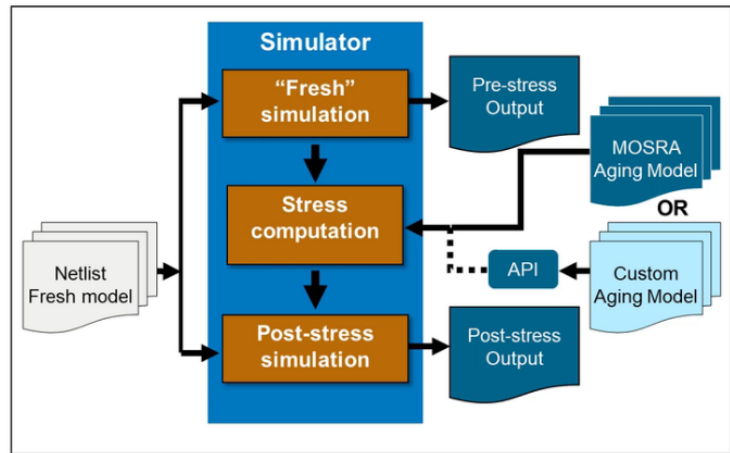 Simulator
“Fresh”
simulation
Pre-stress
Output
MOSRA
Aging Model
OR
Stress
computation
Netlist
Fresh model
API
Custom
Aging Model
Post-stress
simulation
Post-stress
Output